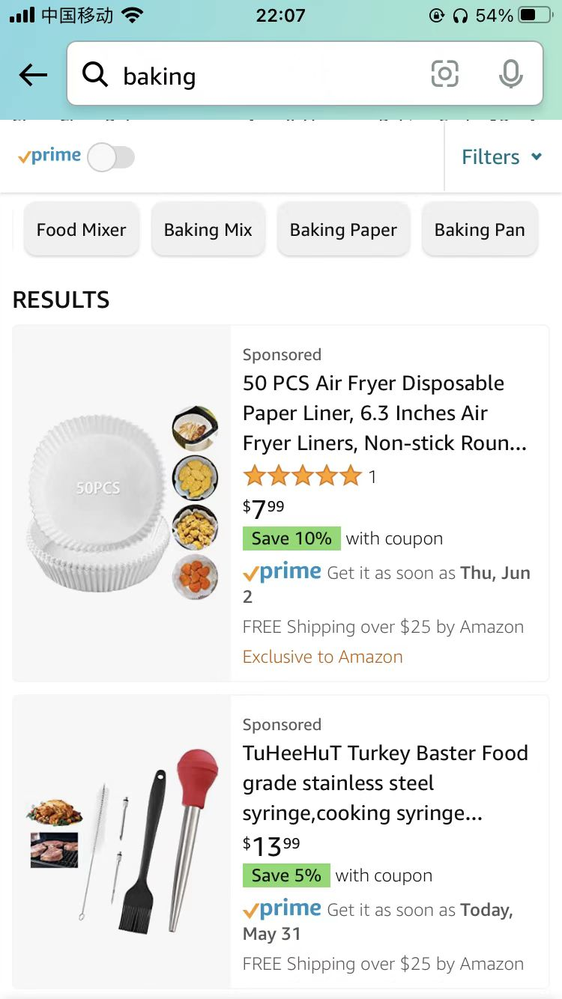 中国移动
22:07
54%
baking
prime
Filters
Food Mixer
Baking Mix
Baking Paper
Baking Pan
RESULTS
50PCS
Sponsored
50 PCS Air Fryer Disposable
Paper Liner, 6.3 Inches Air
Fryer Liners, Non-stick Roun...
1
$799
Save 10% with coupon
prime Get it as soon as Thu, Jun
2
FREE Shipping over $25 by Amazon
Exclusive to Amazon
Sponsored
TuHeeHuT Turkey Baster Food
grade stainless steel
syringe,cooking syringe...
$1399
Save 5% with coupon
prime Get it as soon as Today,
May 31
FREE Shipping over $25 by Amazon